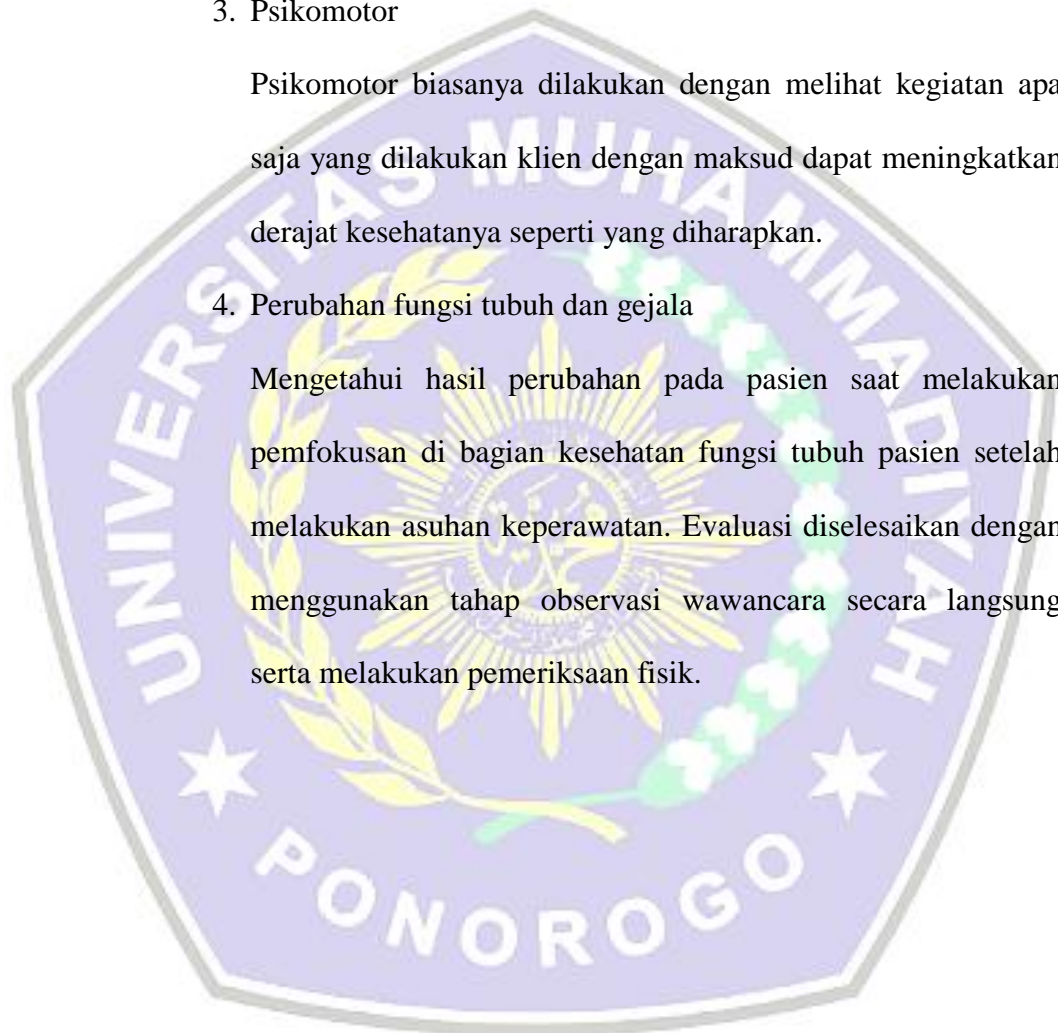 3. Psikomotor
Psikomotor biasanya dilakukan dengan melihat kegiatan apa
saja yang dilakukan klien dengan maksud dapat meningkatkan
derajat kesehatanya seperti yang diharapkan.
4. Perubahan fungsi tubuh dan gejala
Mengetahui hasil perubahan pada pasien saat melakukan
pemfokusan di bagian kesehatan fungsi tubuh pasien setelah
melakukan asuhan keperawatan. Evaluasi diselesaikan dengan
menggunakan tahap observasi wawancara secara langsung
serta melakukan pemeriksaan fisik.
UNIVERSITAS MUHAMMADIYAH
PONOROGO